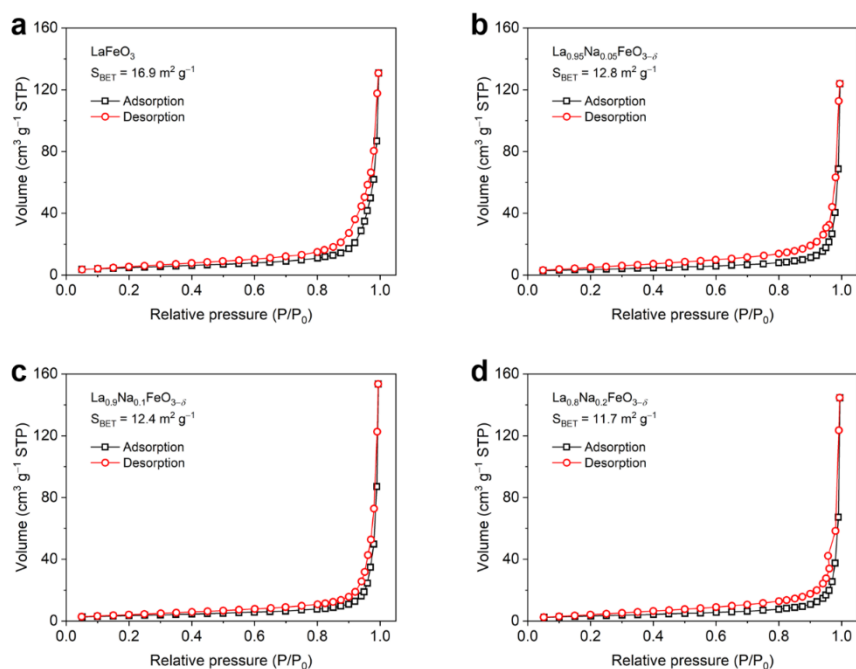 a
LaFeO₃
S_BET = 16.9 m² g⁻¹
Adsorption
Desorption
Volume (cm³ g⁻¹ STP)
160
120
80
40
0
0.0 0.2 0.4 0.6 0.8 1.0
Relative pressure (P/P₀)
b
La₀.₉₅Na₀.₀₅FeO₃₋δ
S_BET = 12.8 m² g⁻¹
Adsorption
Desorption
Volume (cm³ g⁻¹ STP)
160
120
80
40
0
0.0 0.2 0.4 0.6 0.8 1.0
Relative pressure (P/P₀)
c
La₀.₉Na₀.₁FeO₃₋δ
S_BET = 12.4 m² g⁻¹
Adsorption
Desorption
Volume (cm³ g⁻¹ STP)
160
120
80
40
0
0.0 0.2 0.4 0.6 0.8 1.0
Relative pressure (P/P₀)
d
La₀.₈Na₀.₂FeO₃₋δ
S_BET = 11.7 m² g⁻¹
Adsorption
Desorption
Volume (cm³ g⁻¹ STP)
160
120
80
40
0
0.0 0.2 0.4 0.6 0.8 1.0
Relative pressure (P/P₀)